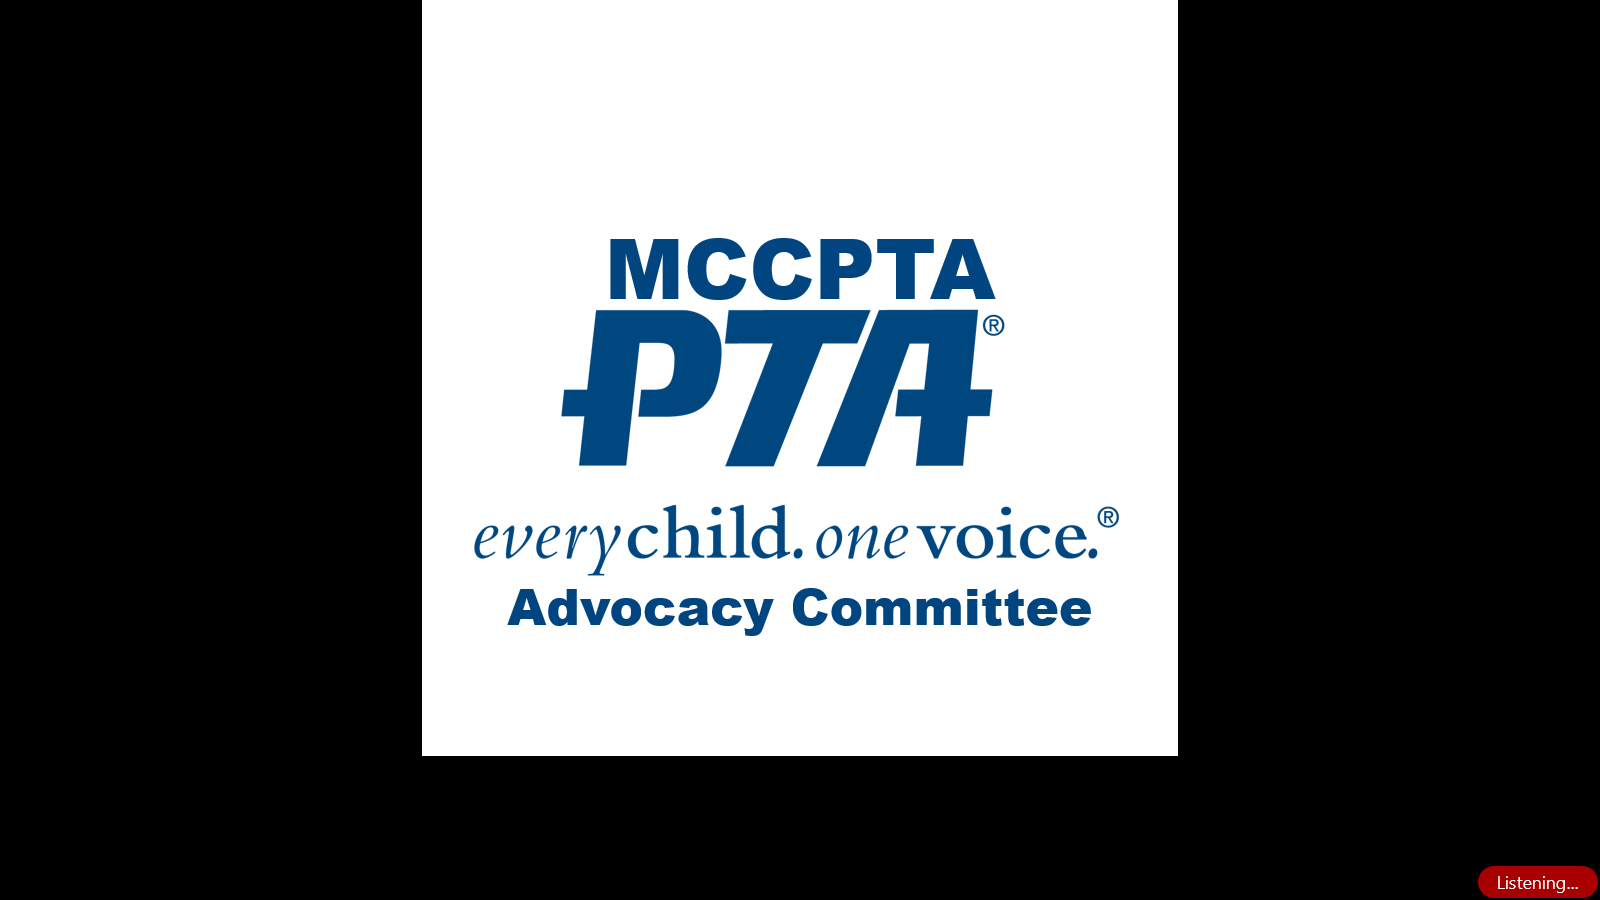 MCCPTA
PTA®
everychild. onevoice.®
Advocacy Committee
Listening...